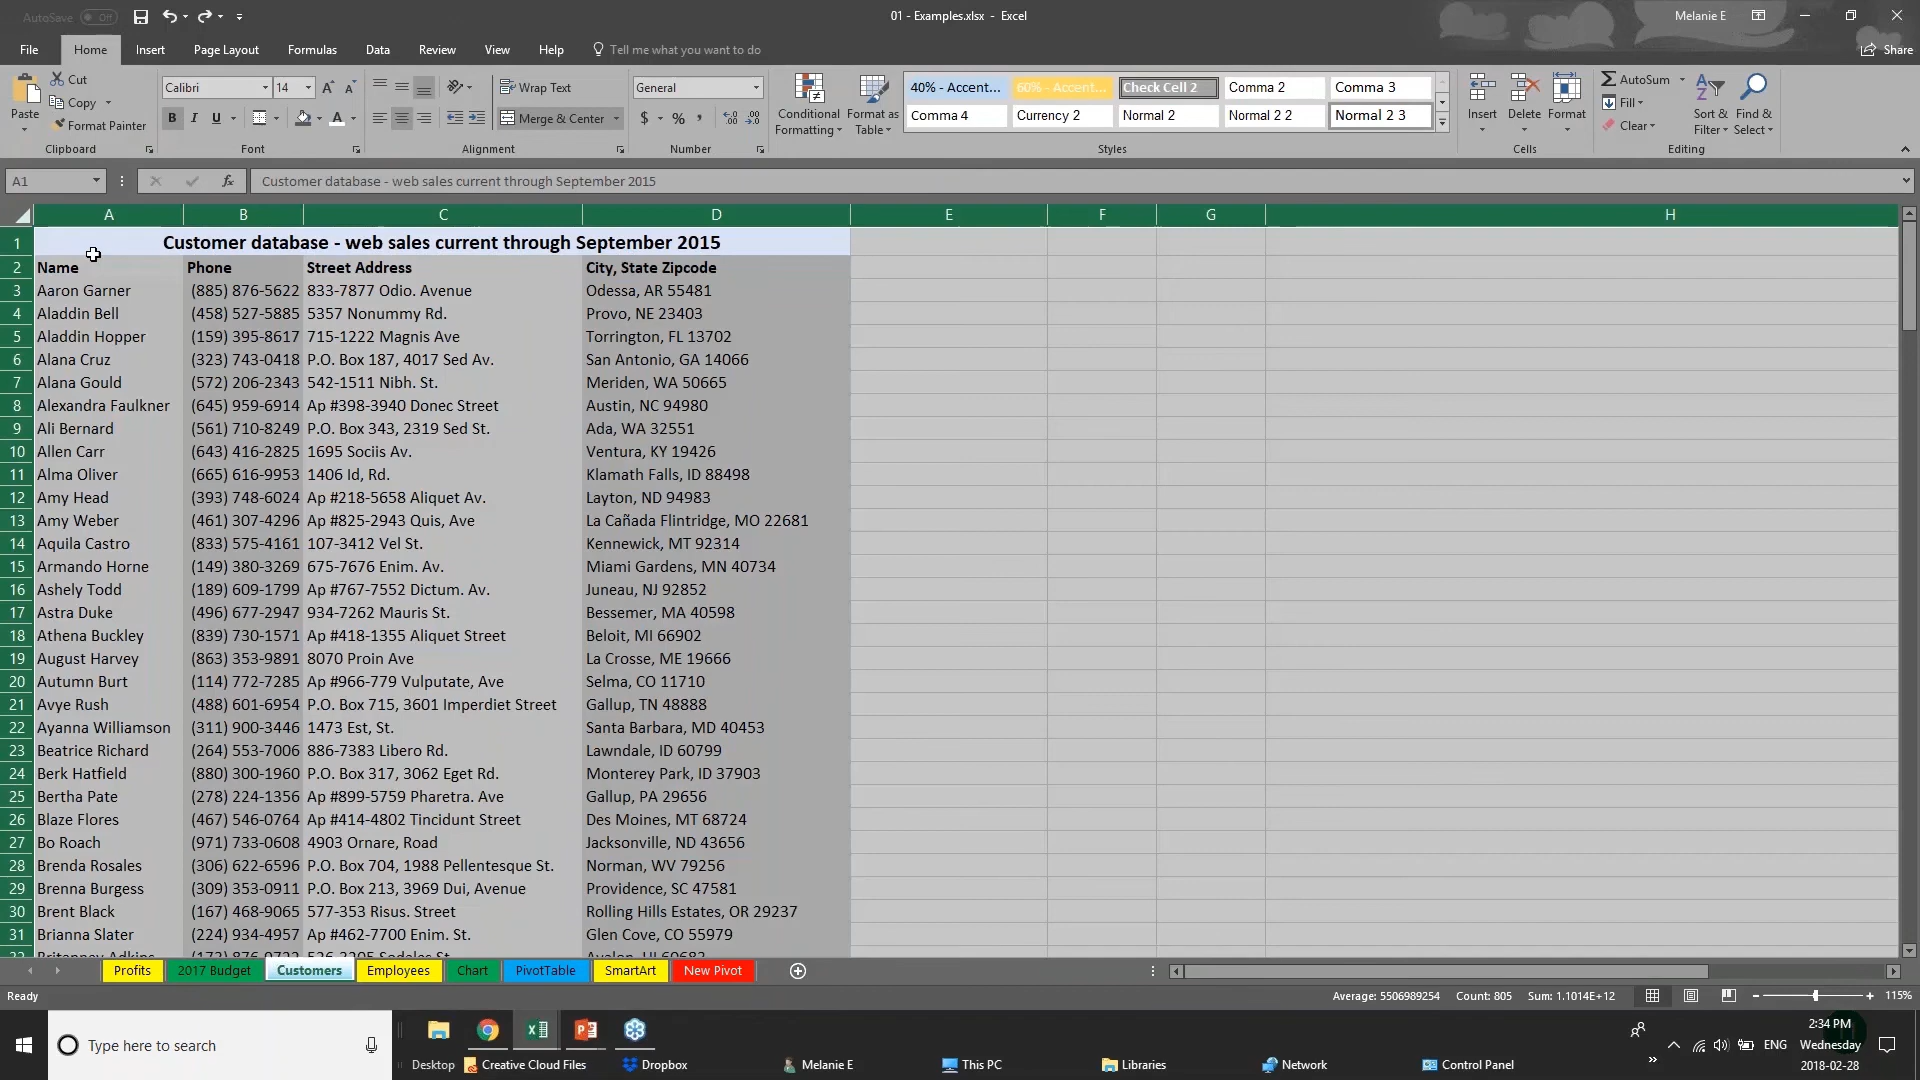 AutoSave Off
01 - Examples.xlsx - Excel
Melanie E
File Home Insert Page Layout Formulas Data Review View Help Tell me what you want to do Share
Paste
Cut
Copy
Format Painter
Clipboard
Calibri 14
B I U
Font
Wrap Text
Merge & Center
Alignment
General
$ % ,
Number
Conditional Formatting
Format as Table
40% - Accent... 60% - Accent... Check Cell 2 Comma 2 Comma 3
Comma 4 Currency 2 Normal 2 Normal 2 2 Normal 2 3
Styles
Insert Delete Format
Cells
AutoSum
Fill
Clear
Sort & Filter
Find & Select
Editing
A1 fx Customer database - web sales current through September 2015
A B C D E F G H
1 Customer database - web sales current through September 2015
2 Name Phone Street Address City, State Zipcode
3 Aaron Garner (885) 876-5622 833-7877 Odio. Avenue Odessa, AR 55481
4 Aladdin Bell (458) 527-5885 5357 Nonummy Rd. Provo, NE 23403
5 Aladdin Hopper (159) 395-8617 715-1222 Magnis Ave Torrington, FL 13702
6 Alana Cruz (323) 743-0418 P.O. Box 187, 4017 Sed Av. San Antonio, GA 14066
7 Alana Gould (572) 206-2343 542-1511 Nibh. St. Meriden, WA 50665
8 Alexandra Faulkner (645) 959-6914 Ap #398-3940 Donec Street Austin, NC 94980
9 Ali Bernard (561) 710-8249 P.O. Box 343, 2319 Sed St. Ada, WA 32551
10 Allen Carr (643) 416-2825 1695 Sociis Av. Ventura, KY 19426
11 Alma Oliver (665) 616-9953 1406 Id, Rd. Klamath Falls, ID 88498
12 Amy Head (393) 748-6024 Ap #218-5658 Aliquet Av. Layton, ND 94983
13 Amy Weber (461) 307-4296 Ap #825-2943 Quis, Ave La Cañada Flintridge, MO 22681
14 Aquila Castro (833) 575-4161 107-3412 Vel St. Kennewick, MT 92314
15 Armando Horne (149) 380-3269 675-7676 Enim. Av. Miami Gardens, MN 40734
16 Ashely Todd (189) 609-1799 Ap #767-7552 Dictum. Av. Juneau, NJ 92852
17 Astra Duke (496) 677-2947 934-7262 Mauris St. Bessemer, MA 40598
18 Athena Buckley (839) 730-1571 Ap #418-1355 Aliquet Street Beloit, MI 66902
19 August Harvey (863) 353-9891 8070 Proin Ave La Crosse, ME 19666
20 Autumn Burt (114) 772-7285 Ap #966-779 Vulputate, Ave Selma, CO 11710
21 Avye Rush (488) 601-6954 P.O. Box 715, 3601 Imperdiet Street Gallup, TN 48888
22 Ayanna Williamson (311) 900-3446 1473 Est, St. Santa Barbara, MD 40453
23 Beatrice Richard (264) 553-7006 886-7383 Libero Rd. Lawndale, ID 60799
24 Berk Hatfield (880) 300-1960 P.O. Box 317, 3062 Eget Rd. Monterey Park, ID 37903
25 Bertha Pate (278) 224-1356 Ap #899-5759 Pharetra. Ave Gallup, PA 29656
26 Blaze Flores (467) 546-0764 Ap #414-4802 Tincidunt Street Des Moines, MT 68724
27 Bo Roach (971) 733-0608 4903 Ornare, Road Jacksonville, ND 43656
28 Brenda Rosales (306) 622-6596 P.O. Box 704, 1988 Pellentesque St. Norman, WV 79256
29 Brenna Burgess (309) 353-0911 P.O. Box 213, 3969 Dui, Avenue Providence, SC 47581
30 Brent Black (167) 468-9065 577-353 Risus. Street Rolling Hills Estates, OR 29237
31 Brianna Slater (224) 934-4957 Ap #462-7700 Enim. St. Glen Cove, CO 55979
Profits 2017 Budget Customers Employees Chart PivotTable SmartArt New Pivot
Ready
Average: 5506989254 Count: 805 Sum: 1.1014E+12
115%
Type here to search
Desktop Creative Cloud Files Dropbox Melanie E This PC Libraries Network Control Panel
ENG
2:34 PM
Wednesday
2018-02-28